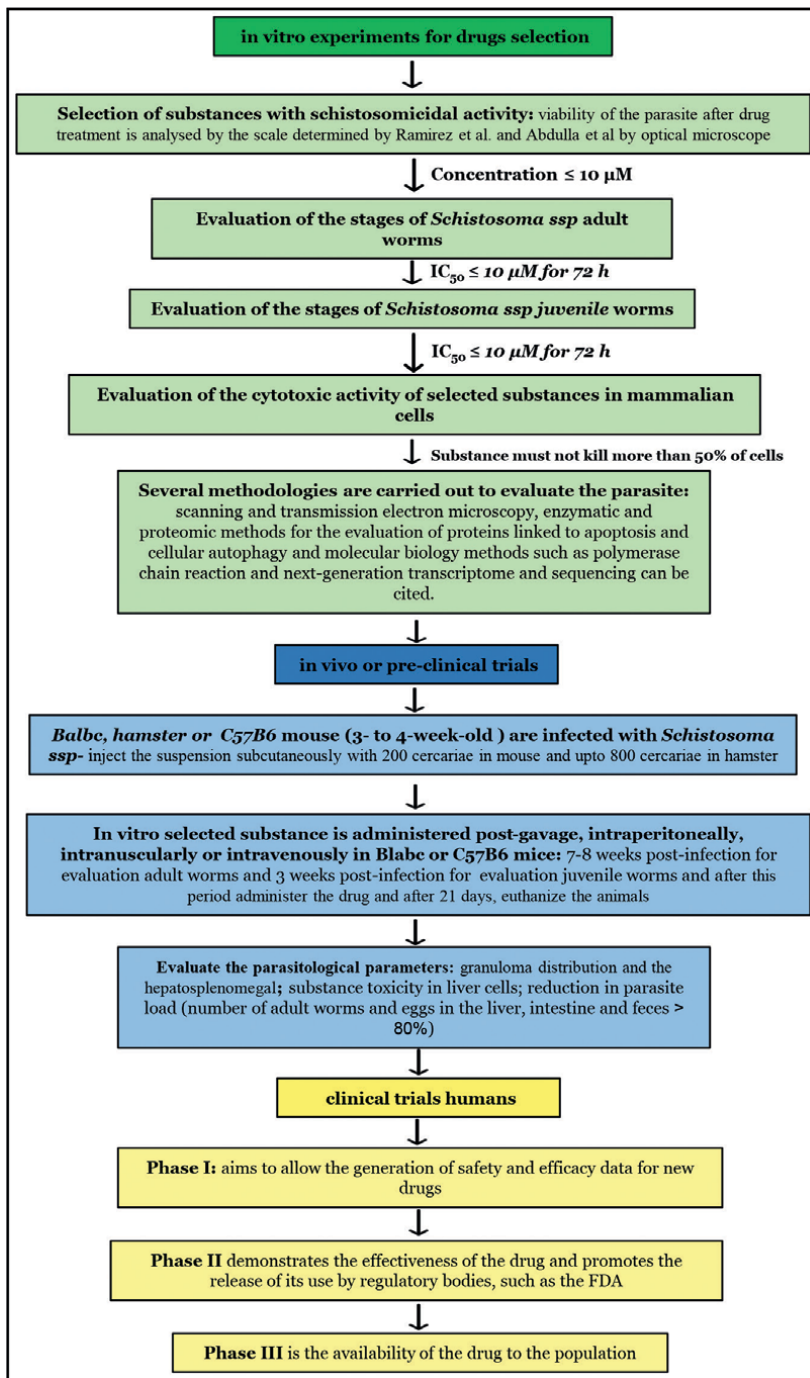 in vitro experiments for drugs selection
Selection of substances with schistosomicidal activity: viability of the parasite after drug
treatment is analysed by the scale determined by Ramirez et al. and Abdulla et al by optical microscope
Concentration ≤ 10 µM
Evaluation of the stages of Schistosoma ssp adult
worms
IC₅₀ ≤ 10 µM for 72 h
Evaluation of the stages of Schistosoma ssp juvenile worms
IC₅₀ ≤ 10 µM for 72 h
Evaluation of the cytotoxic activity of selected substances in mammalian
cells
Substance must not kill more than 50% of cells
Several methodologies are carried out to evaluate the parasite:
scanning and transmission electron microscopy, enzymatic and
proteomic methods for the evaluation of proteins linked to apoptosis and
cellular autophagy and molecular biology methods such as polymerase
chain reaction and next-generation transcriptome and sequencing can be
cited.
in vivo or pre-clinical trials
Balbc, hamster or C57B6 mouse (3- to 4-week-old ) are infected with Schistosoma
ssp- inject the suspension subcutaneously with 200 cercariae in mouse and upto 800 cercariae in hamster
In vitro selected substance is administered post-gavage, intraperitoneally,
intranuscularly or intravenously in Blabc or C57B6 mice: 7-8 weeks post-infection for
evaluation adult worms and 3 weeks post-infection for evaluation juvenile worms and after this
period administer the drug and after 21 days, euthanize the animals
Evaluate the parasitological parameters: granuloma distribution and the
hepatosplenomegal; substance toxicity in liver cells; reduction in parasite
load (number of adult worms and eggs in the liver, intestine and feces >
80%)
clinical trials humans
Phase I: aims to allow the generation of safety and efficacy data for new
drugs
Phase II demonstrates the effectiveness of the drug and promotes the
release of its use by regulatory bodies, such as the FDA
Phase III is the availability of the drug to the population